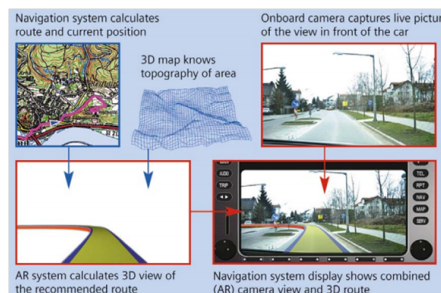 Navigation system calculates
route and current position
Onboard camera captures live picture
of the view in front of the car
3D map knows
topography of area
TRP
TEL
RPT
NAV
MAP
AR system calculates 3D view of
the recommended route
Navigation system display shows combined
(AR) camera view and 3D route